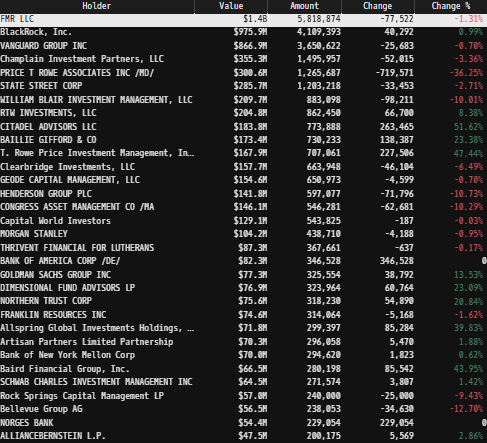 Holder Value Amount Change Change %
FMR LLC $1.4B 5,818,874 -77,522 -1.31%
BlackRock, Inc. $975.9M 4,109,393 40,292 0.99%
VANGUARD GROUP INC $866.9M 3,650,622 -25,683 -0.70%
Champlain Investment Partners, LLC $355.3M 1,495,957 -52,015 -3.36%
PRICE T ROWE ASSOCIATES INC /MD/ $300.6M 1,265,687 -719,571 -36.25%
STATE STREET CORP $285.7M 1,203,218 -33,453 -2.71%
WILLIAM BLAIR INVESTMENT MANAGEMENT, LLC $209.7M 883,098 -98,211 -10.01%
RTW INVESTMENTS, LLC $204.8M 862,450 66,700 8.38%
CITADEL ADVISORS LLC $183.8M 773,888 263,465 51.62%
BAILLIE GIFFORD & CO $173.4M 730,233 138,387 23.38%
T. Rowe Price Investment Management, In… $167.9M 707,061 227,506 47.44%
Clearbridge Investments, LLC $157.7M 663,948 -46,104 -6.49%
GEODE CAPITAL MANAGEMENT, LLC $154.6M 650,973 -4,599 -0.70%
HENDERSON GROUP PLC $141.8M 597,077 -71,796 -10.73%
CONGRESS ASSET MANAGEMENT CO /MA $146.1M 546,281 -62,681 -10.29%
Capital World Investors $129.1M 543,825 -187 -0.03%
MORGAN STANLEY $104.2M 438,710 -4,188 -0.95%
THRIVENT FINANCIAL FOR LUTHERANS $87.3M 367,661 -637 -0.17%
BANK OF AMERICA CORP /DE/ $82.3M 346,528 346,528 0
GOLDMAN SACHS GROUP INC $77.3M 325,554 38,792 13.53%
DIMENSIONAL FUND ADVISORS LP $76.9M 323,964 60,764 23.09%
NORTHERN TRUST CORP $75.6M 318,230 54,890 20.84%
FRANKLIN RESOURCES INC $74.6M 314,064 -5,168 -1.62%
Allspring Global Investments Holdings, … $71.8M 299,397 85,284 39.83%
Artisan Partners Limited Partnership $70.3M 296,058 5,470 1.88%
Bank of New York Mellon Corp $70.0M 294,620 1,823 0.62%
Baird Financial Group, Inc. $66.5M 280,198 85,542 43.95%
SCHWAB CHARLES INVESTMENT MANAGEMENT INC $64.5M 271,574 3,807 1.42%
Rock Springs Capital Management LP $57.0M 240,000 -25,000 -9.43%
Bellevue Group AG $56.5M 238,053 -34,630 -12.70%
NORGES BANK $54.4M 229,054 229,054 0
ALLIANCEBERNSTEIN L.P. $47.5M 200,175 5,569 2.86%